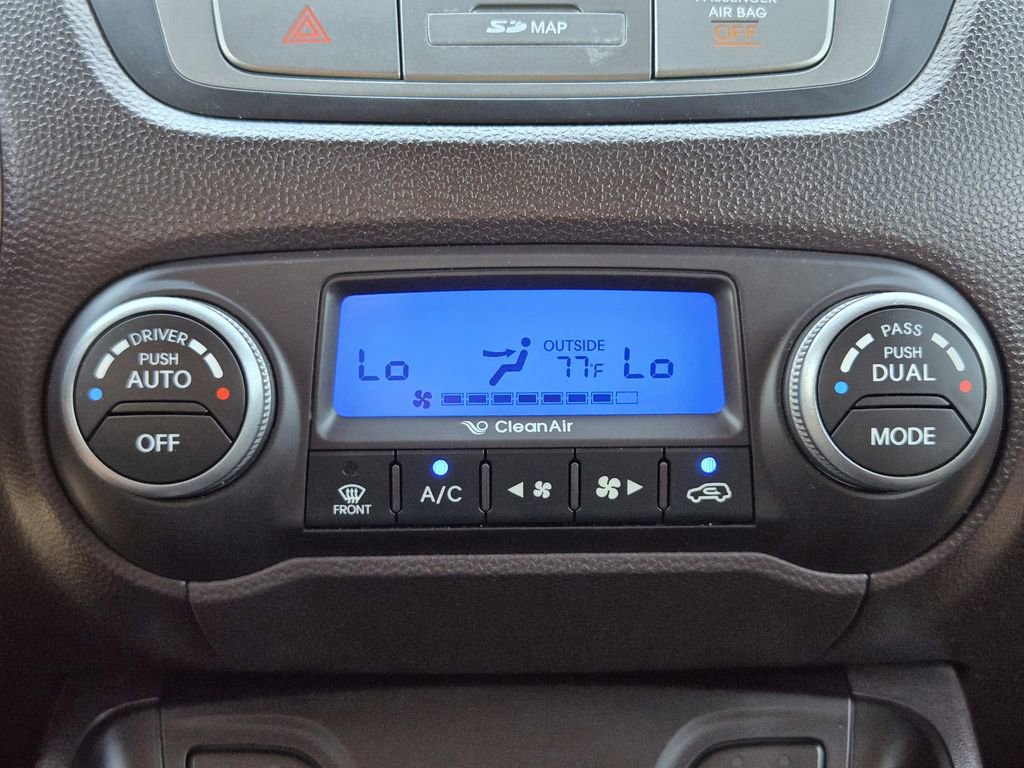 SD MAP
PASSENGER
AIR BAG
OFF
DRIVER
PUSH
AUTO
OFF
Lo
OUTSIDE
77°F
Lo
CleanAir
FRONT
A/C
PASS
PUSH
DUAL
MODE